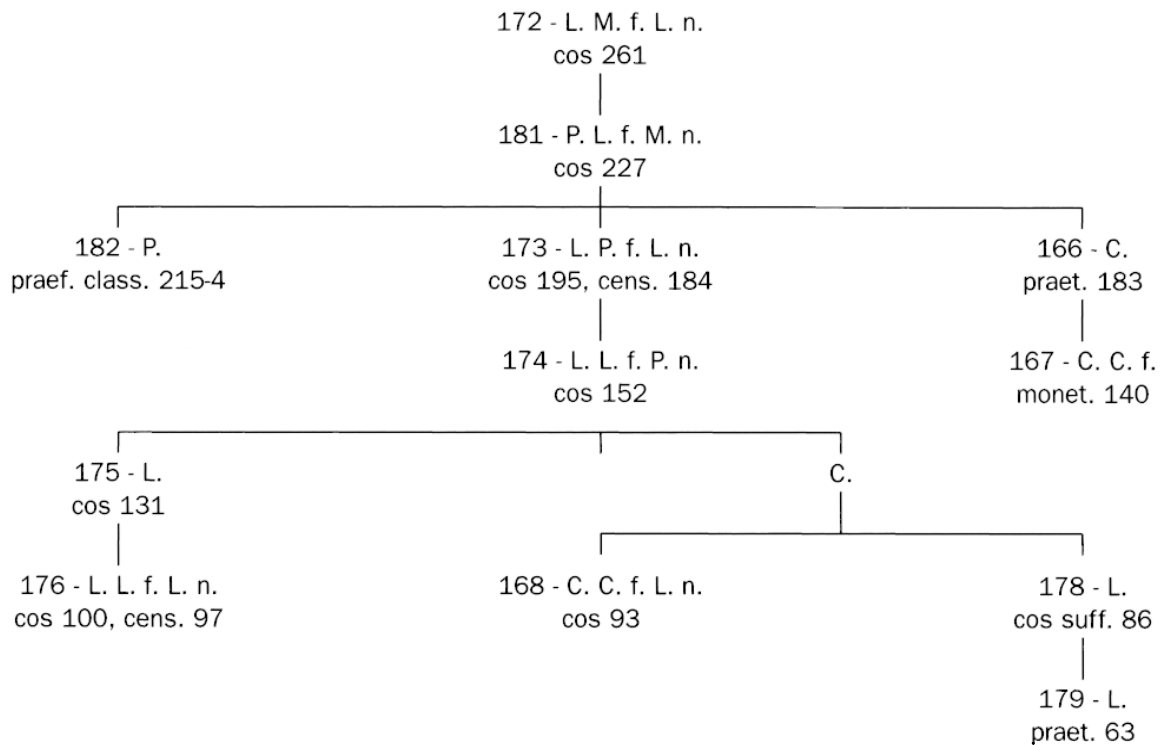 172 - L. M. f. L. n.
cos 261
181 - P. L. f. M. n.
cos 227
182 - P.
praef. class. 215-4
173 - L. P. f. L. n.
cos 195, cens. 184
166 - C.
praet. 183
174 - L. L. f. P. n.
cos 152
167 - C. C. f.
monet. 140
175 - L.
cos 131
C.
176 - L. L. f. L. n.
cos 100, cens. 97
168 - C. C. f. L. n.
cos 93
178 - L.
cos suff. 86
179 - L.
praet. 63